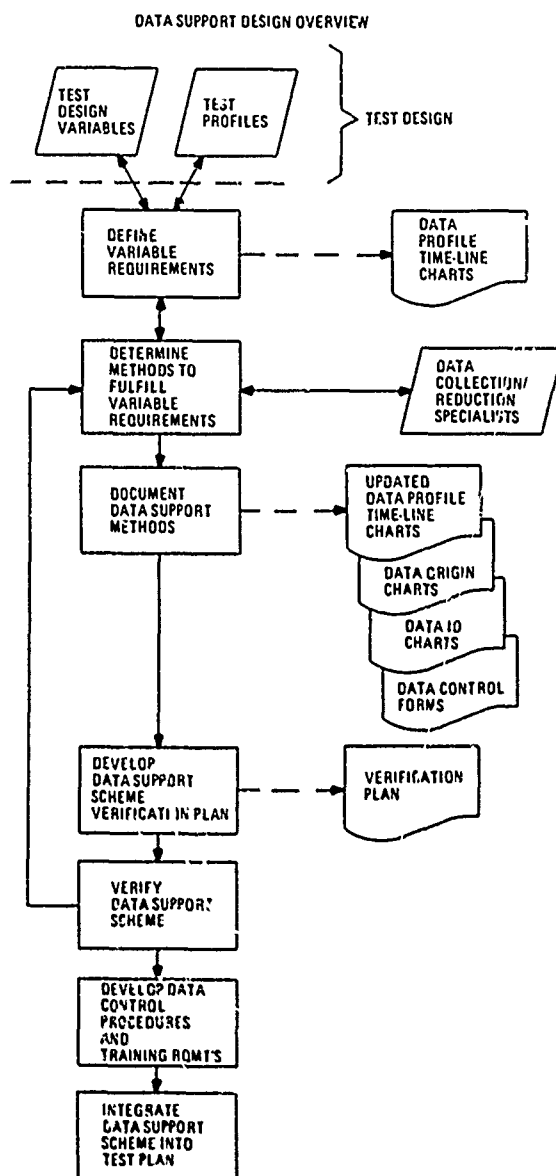 DATA SUPPORT DESIGN OVERVIEW
TEST
DESIGN
VARIABLES
TEST
PROFILES
TEST DESIGN
DEFINE
VARIABLE
REQUIREMENTS
DATA
PROFILE
TIME-LINE
CHARTS
DETERMINE
METHODS TO
FULFILL
VARIABLE
REQUIREMENTS
DATA
COLLECTION/
REDUCTION
SPECIALISTS
DOCUMENT
DATA SUPPORT
METHODS
UPDATED
DATA PROFILE
TIME-LINE
CHARTS
DATA ORIGIN
CHARTS
DATA IO
CHARTS
DATA CONTROL
FORMS
DEVELOP
DATA SUPPORT
SCHEME
VERIFICATION PLAN
VERIFICATION
PLAN
VERIFY
DATA SUPPORT
SCHEME
DEVELOP DATA
CONTROL
PROCEDURES
AND
TRAINING RQMT'S
INTEGRATE
DATA SUPPORT
SCHEME INTO
TEST PLAN